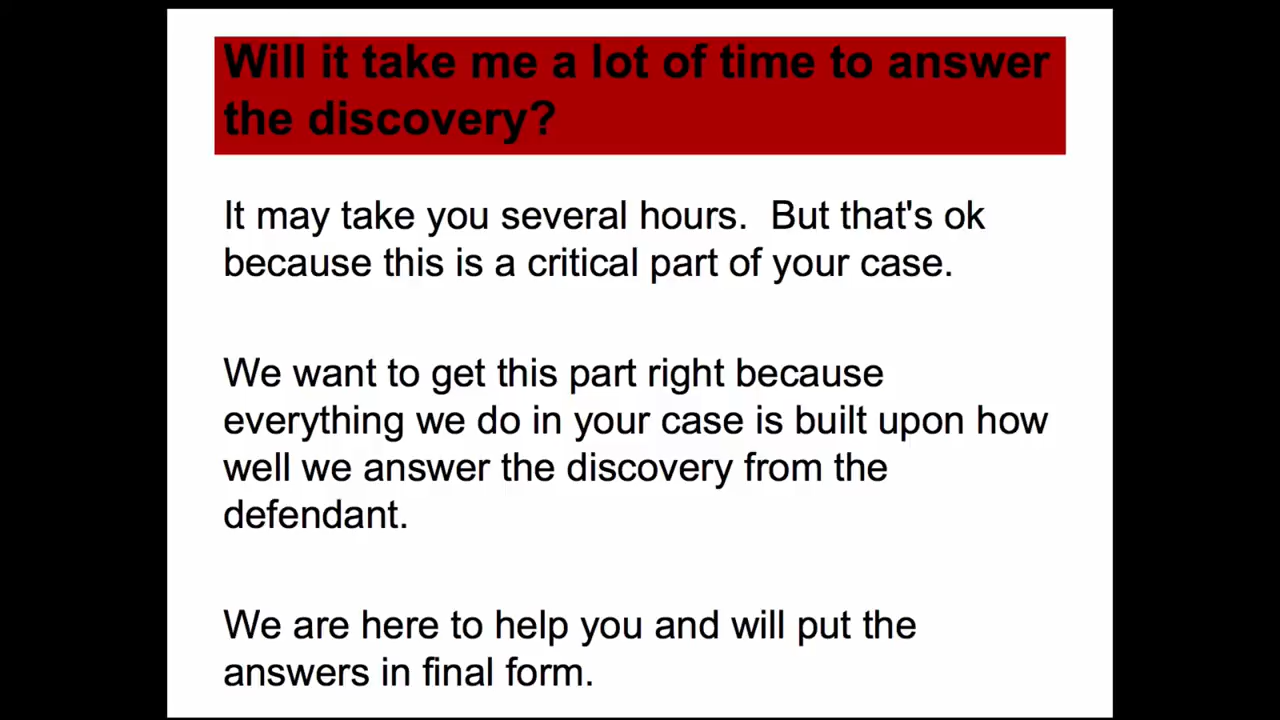 Will it take me a lot of time to answer
the discovery?
It may take you several hours.  But that's ok
because this is a critical part of your case.
We want to get this part right because
everything we do in your case is built upon how
well we answer the discovery from the
defendant.
We are here to help you and will put the
answers in final form.